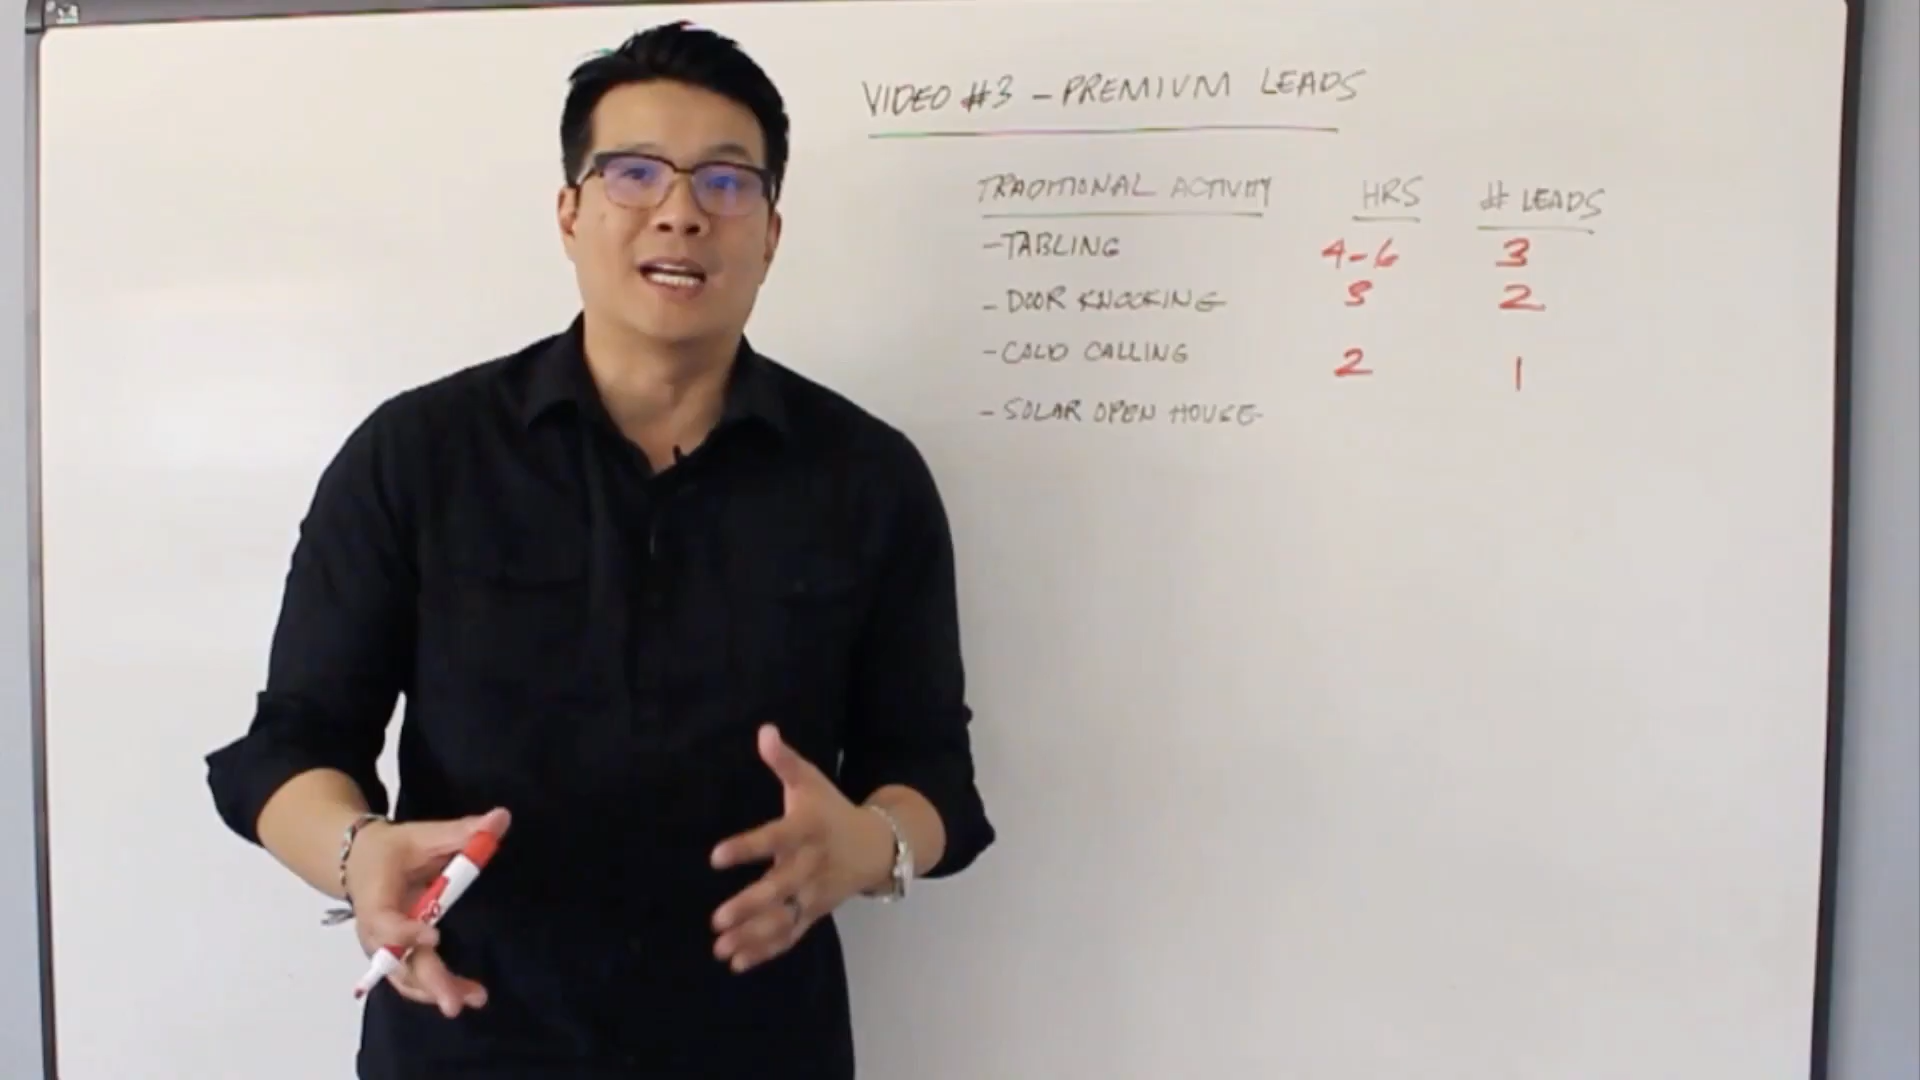 VIDEO #3 - PREMIUM LEADS
TRADITIONAL ACTIVITY HRS # LEADS
- TABLING 4-6 3
- DOOR KNOCKING 3 2
- COLD CALLING 2 1
- SOLAR OPEN HOUSE